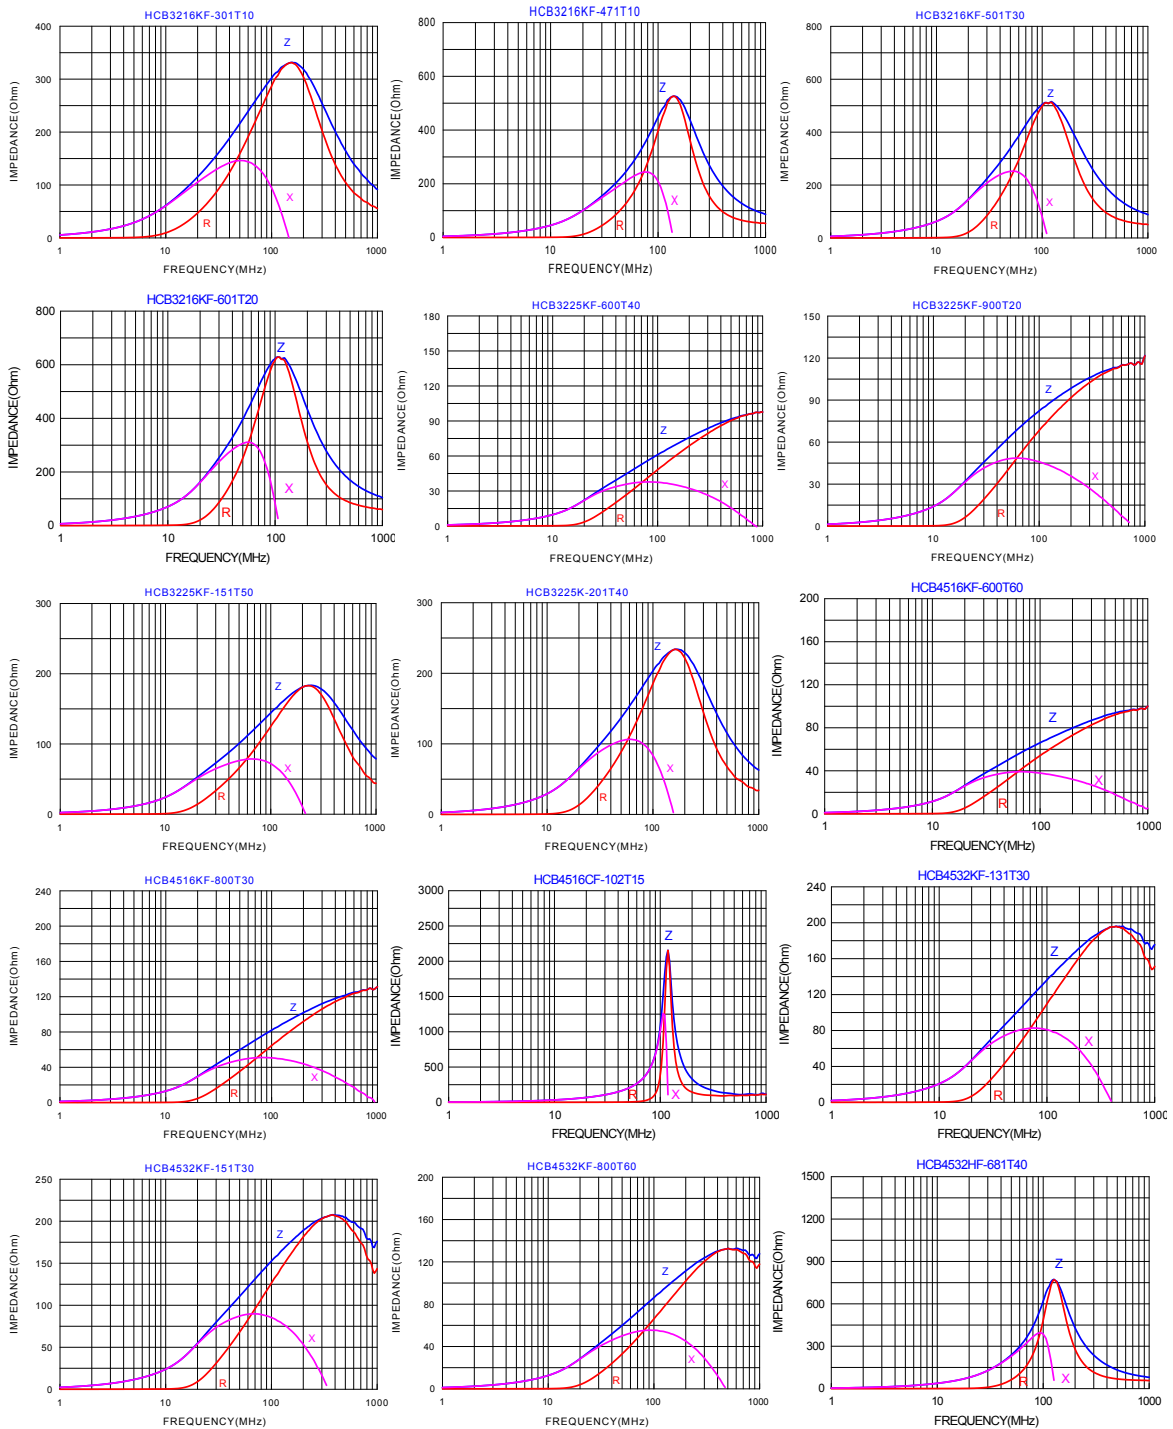 HCB3216KF-301T10
400
300
200
100
0
IMPEDANCE(Ohm)
Z
R
X
1 10 100 1000
FREQUENCY(MHz)
HCB3216KF-471T10
800
600
400
200
0
IMPEDANCE(Ohm)
Z
R
X
1 10 100 1000
FREQUENCY(MHz)
HCB3216KF-501T30
800
600
400
200
0
IMPEDANCE(Ohm)
Z
R
X
1 10 100 1000
FREQUENCY(MHz)
HCB3216KF-601T20
800
600
400
200
0
IMPEDANCE(Ohm)
Z
R
X
1 10 100 1000
FREQUENCY(MHz)
HCB3225KF-600T40
180
150
120
90
60
30
0
IMPEDANCE(Ohm)
Z
R
X
1 10 100 1000
FREQUENCY(MHz)
HCB3225KF-900T20
150
120
90
60
30
0
IMPEDANCE(Ohm)
Z
R
X
1 10 100 1000
FREQUENCY(MHz)
HCB3225KF-151T50
300
200
100
0
IMPEDANCE(Ohm)
Z
R
X
1 10 100 1000
FREQUENCY(MHz)
HCB3225K-201T40
300
200
100
0
IMPEDANCE(Ohm)
Z
R
X
1 10 100 1000
FREQUENCY(MHz)
HCB4516KF-600T60
200
160
120
80
40
0
IMPEDANCE(Ohm)
Z
R
X
1 10 100 1000
FREQUENCY(MHz)
HCB4516KF-800T30
240
200
160
120
80
40
0
IMPEDANCE(Ohm)
Z
R
X
1 10 100 1000
FREQUENCY(MHz)
HCB4516CF-102T15
3000
2500
2000
1500
1000
500
0
IMPEDANCE(Ohm)
Z
R
X
1 10 100 1000
FREQUENCY(MHz)
HCB4532KF-131T30
240
200
160
120
80
40
0
IMPEDANCE(Ohm)
Z
R
X
1 10 100 1000
FREQUENCY(MHz)
HCB4532KF-151T30
250
200
150
100
50
0
IMPEDANCE(Ohm)
Z
R
X
1 10 100 1000
FREQUENCY(MHz)
HCB4532KF-800T60
200
160
120
80
40
0
IMPEDANCE(Ohm)
Z
R
X
1 10 100 1000
FREQUENCY(MHz)
HCB4532HF-681T40
1500
1200
900
600
300
0
IMPEDANCE(Ohm)
Z
R
X
1 10 100 1000
FREQUENCY(MHz)